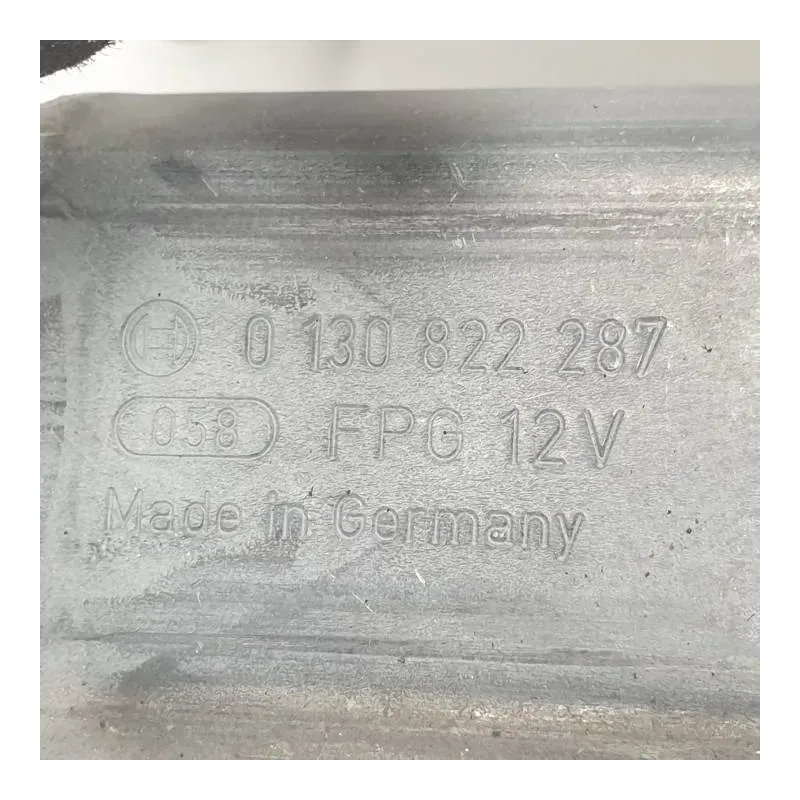 0 130 822 287
058 FPG 12V
Made in Germany